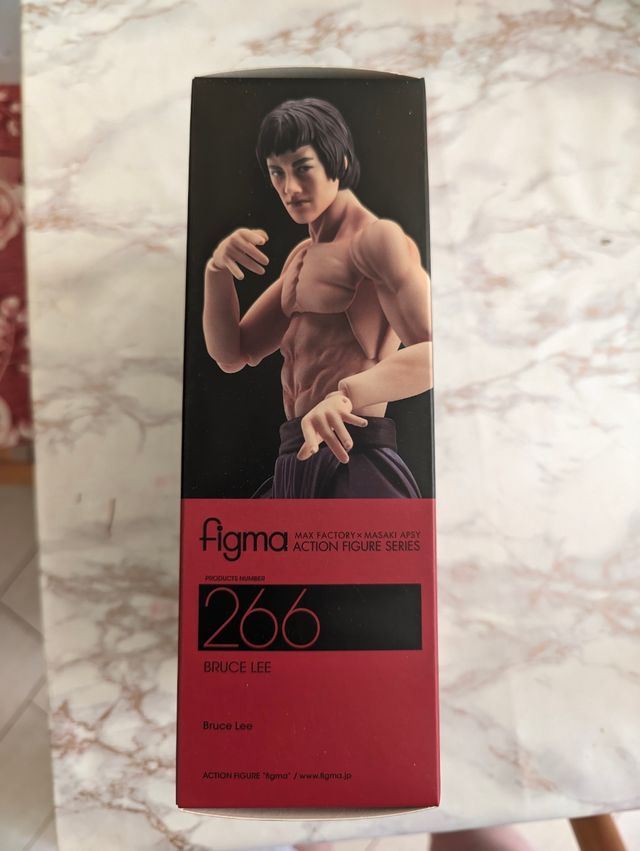 figma
MAX FACTORY × MASAKI APSY
ACTION FIGURE SERIES
PRODUCTS NUMBER
266
BRUCE LEE
Bruce Lee
ACTION FIGURE "figma" / www.figma.jp